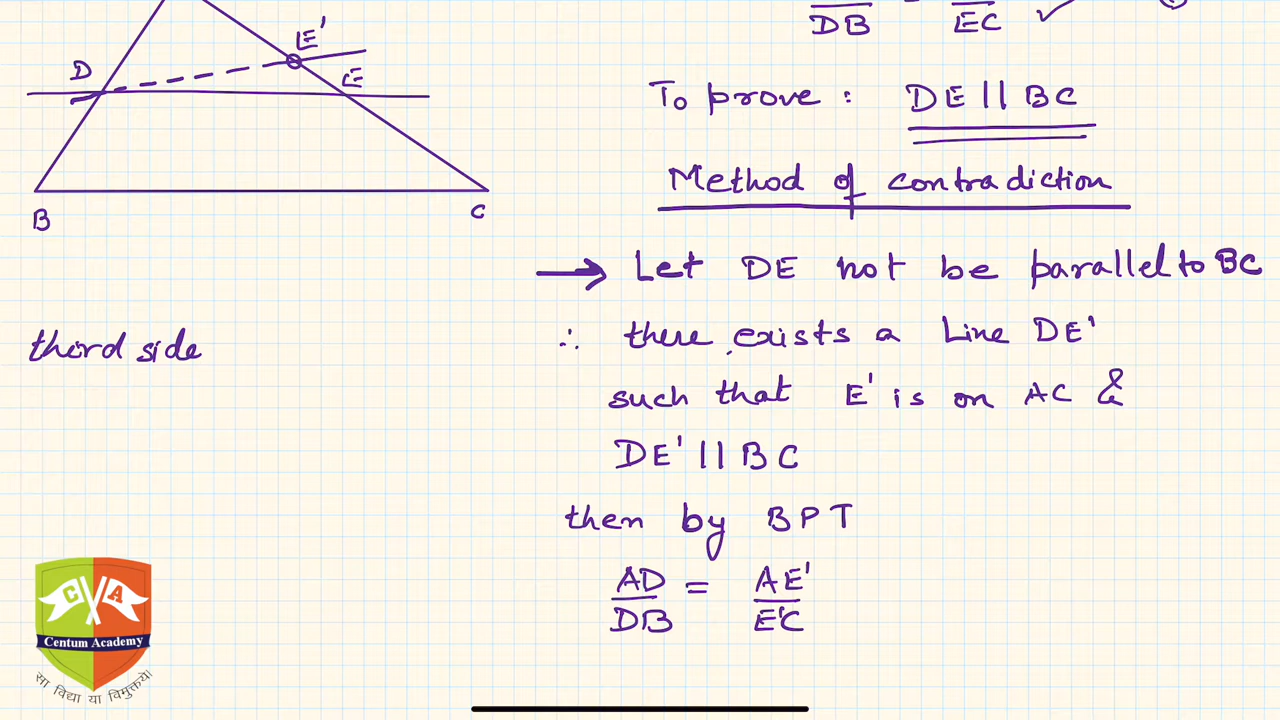 E'
D
E
B
C
third side
DB EC ✓
To prove : DE || BC
Method of contradiction
→ Let DE not be parallel to BC
∴ there exists a Line DE'
such that E' is on AC &
DE' || BC
then by BPT
AD = AE'
DB E'C
C A
Centum Academy
सा विद्या या विमुक्तये।